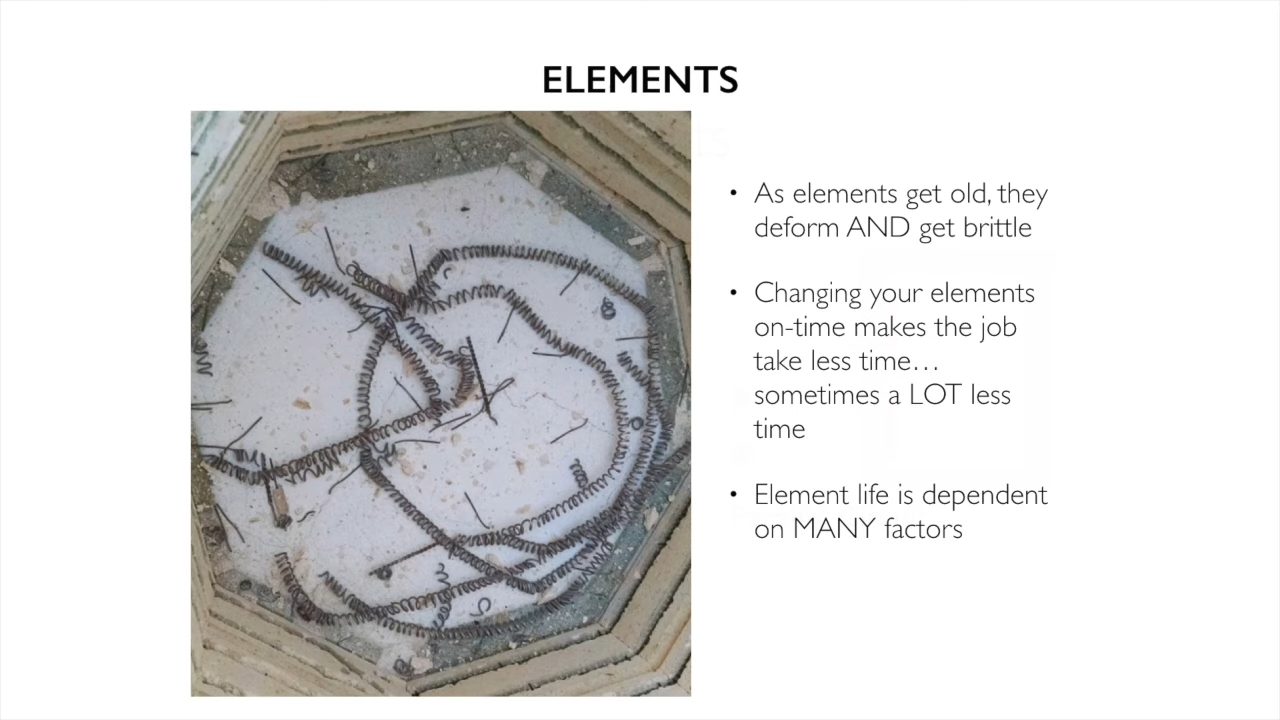 ELEMENTS
• As elements get old, they
deform AND get brittle
• Changing your elements
on-time makes the job
take less time…
sometimes a LOT less
time
• Element life is dependent
on MANY factors